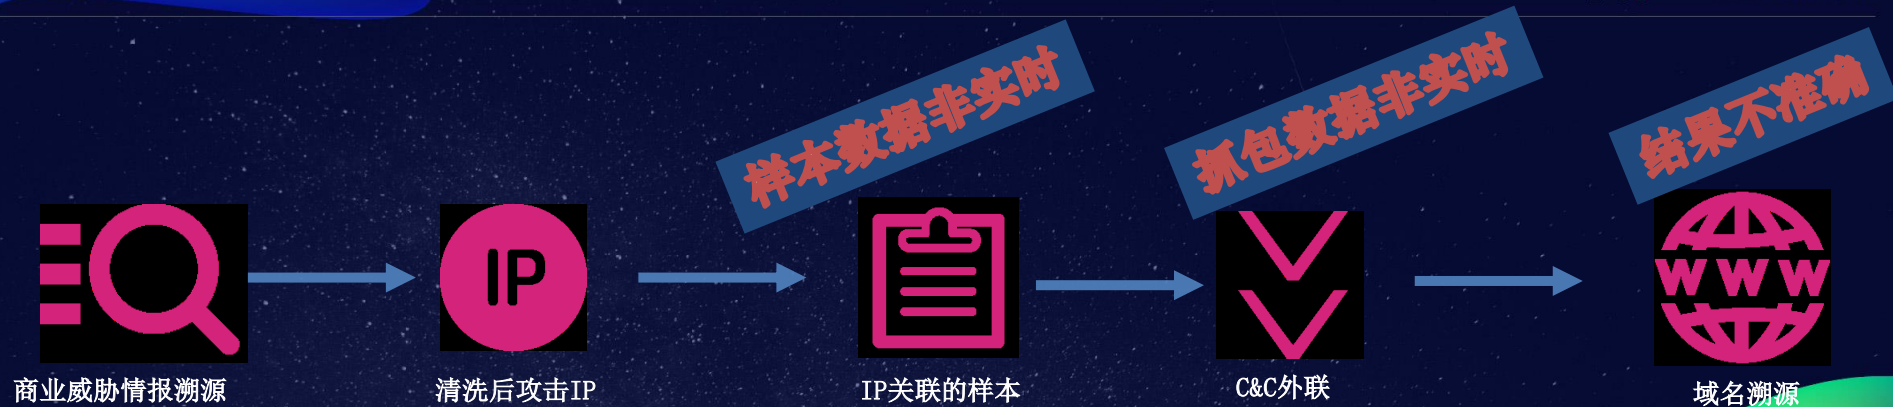 样本数据非实时
抓包数据非实时
结果不准确
IP
WWW
商业威胁情报溯源
清洗后攻击IP
IP关联的样本
C&C外联
域名溯源